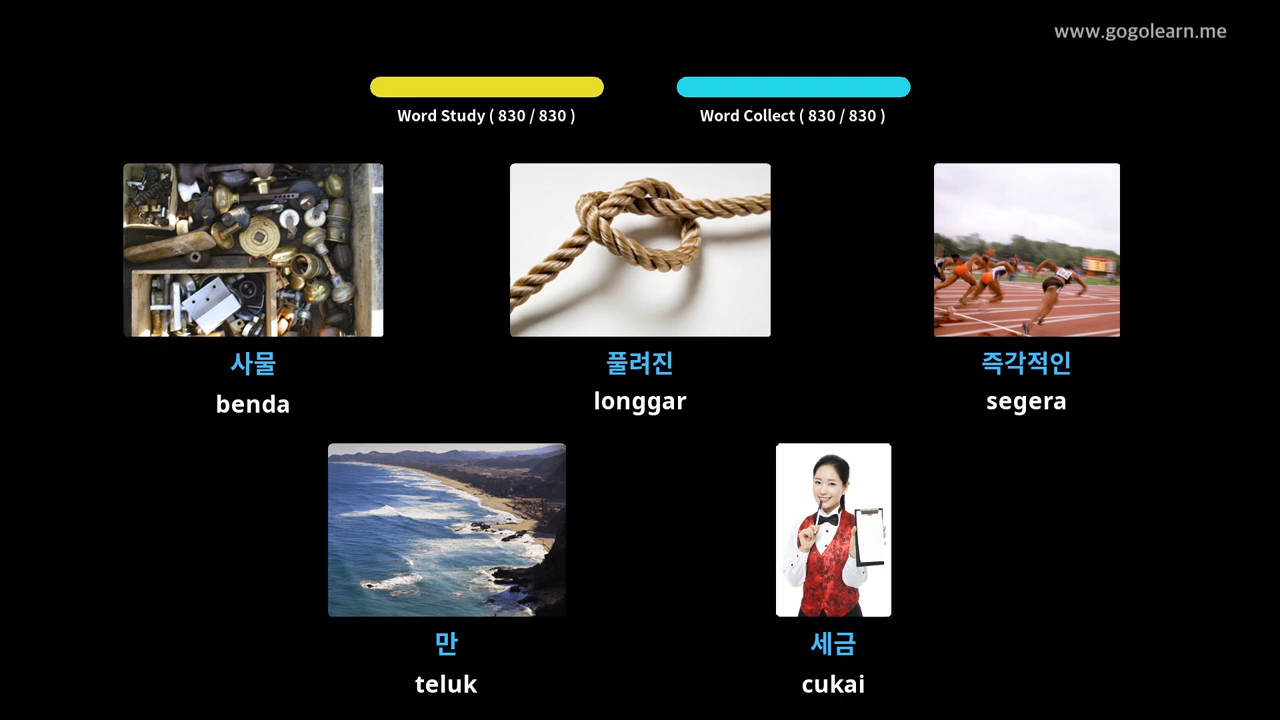 www.gogolearn.me
Word Study ( 830 / 830 )
Word Collect ( 830 / 830 )
사물
benda
풀려진
longgar
즉각적인
segera
만
teluk
세금
cukai